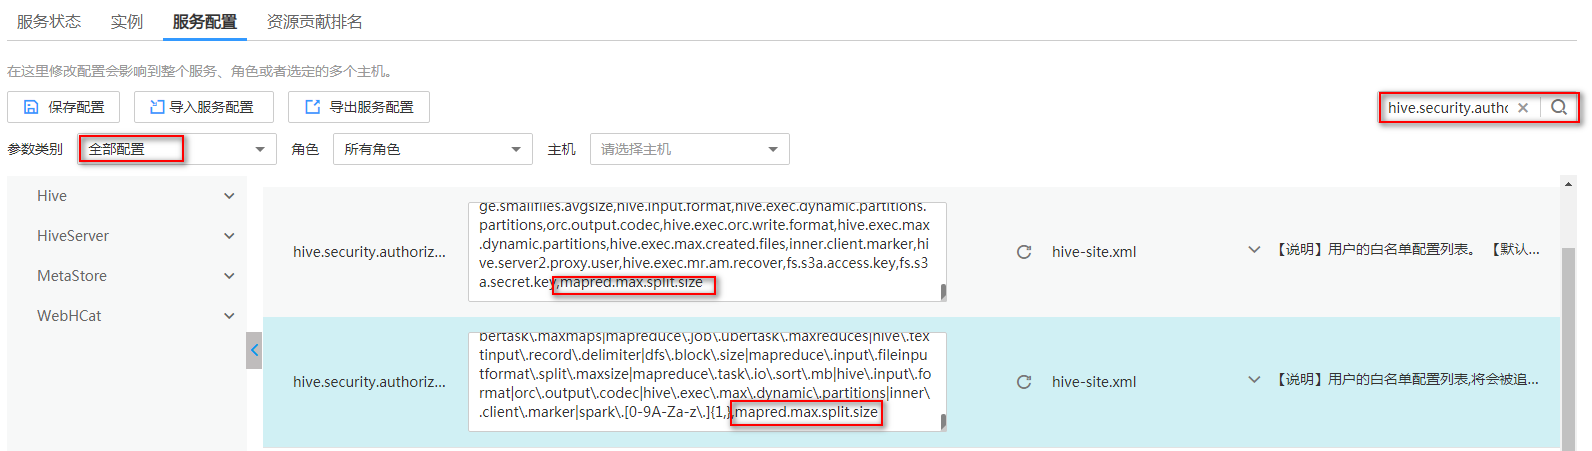 服务状态 实例 服务配置 资源贡献排名
在这里修改配置会影响到整个服务、角色或者选定的多个主机。
保存配置 导入服务配置 导出服务配置 hive.security.autho
参数类别 全部配置 角色 所有角色 主机 请选择主机
Hive
HiveServer
MetaStore
WebHCat
ge.smallfiles.avgsize,hive.input.format,hive.exec.dynamic.partitions.
partitions,orc.output.codec,hive.exec.orc.write.format,hive.exec.max
.dynamic.partitions,hive.exec.max.created.files,inner.client.marker,hi
ve.server2.proxy.user,hive.exec.mr.am.recover,fs.s3a.access.key,fs.s3
a.secret.key,mapred.max.split.size
hive.security.authoriz... hive-site.xml 【说明】用户的白名单配置列表。 【默认...
bertask\.maxmaps|mapreduce\.job\.ubertask\.maxreduces|hive\.tex
tinput\.record\.delimiter|dfs\.block\.size|mapreduce\.input\.fileinpu
tformat\.split\.maxsize|mapreduce\.task\.io\.sort\.mb|hive\.input\.fo
rmat|orc\.output\.codec|hive\.exec\.max\.dynamic\.partitions|inner\
.client\.marker|spark\.[0-9A-Za-z\.]{1,},mapred.max.split.size
hive.security.authoriz... hive-site.xml 【说明】用户的白名单配置列表,将会被追...